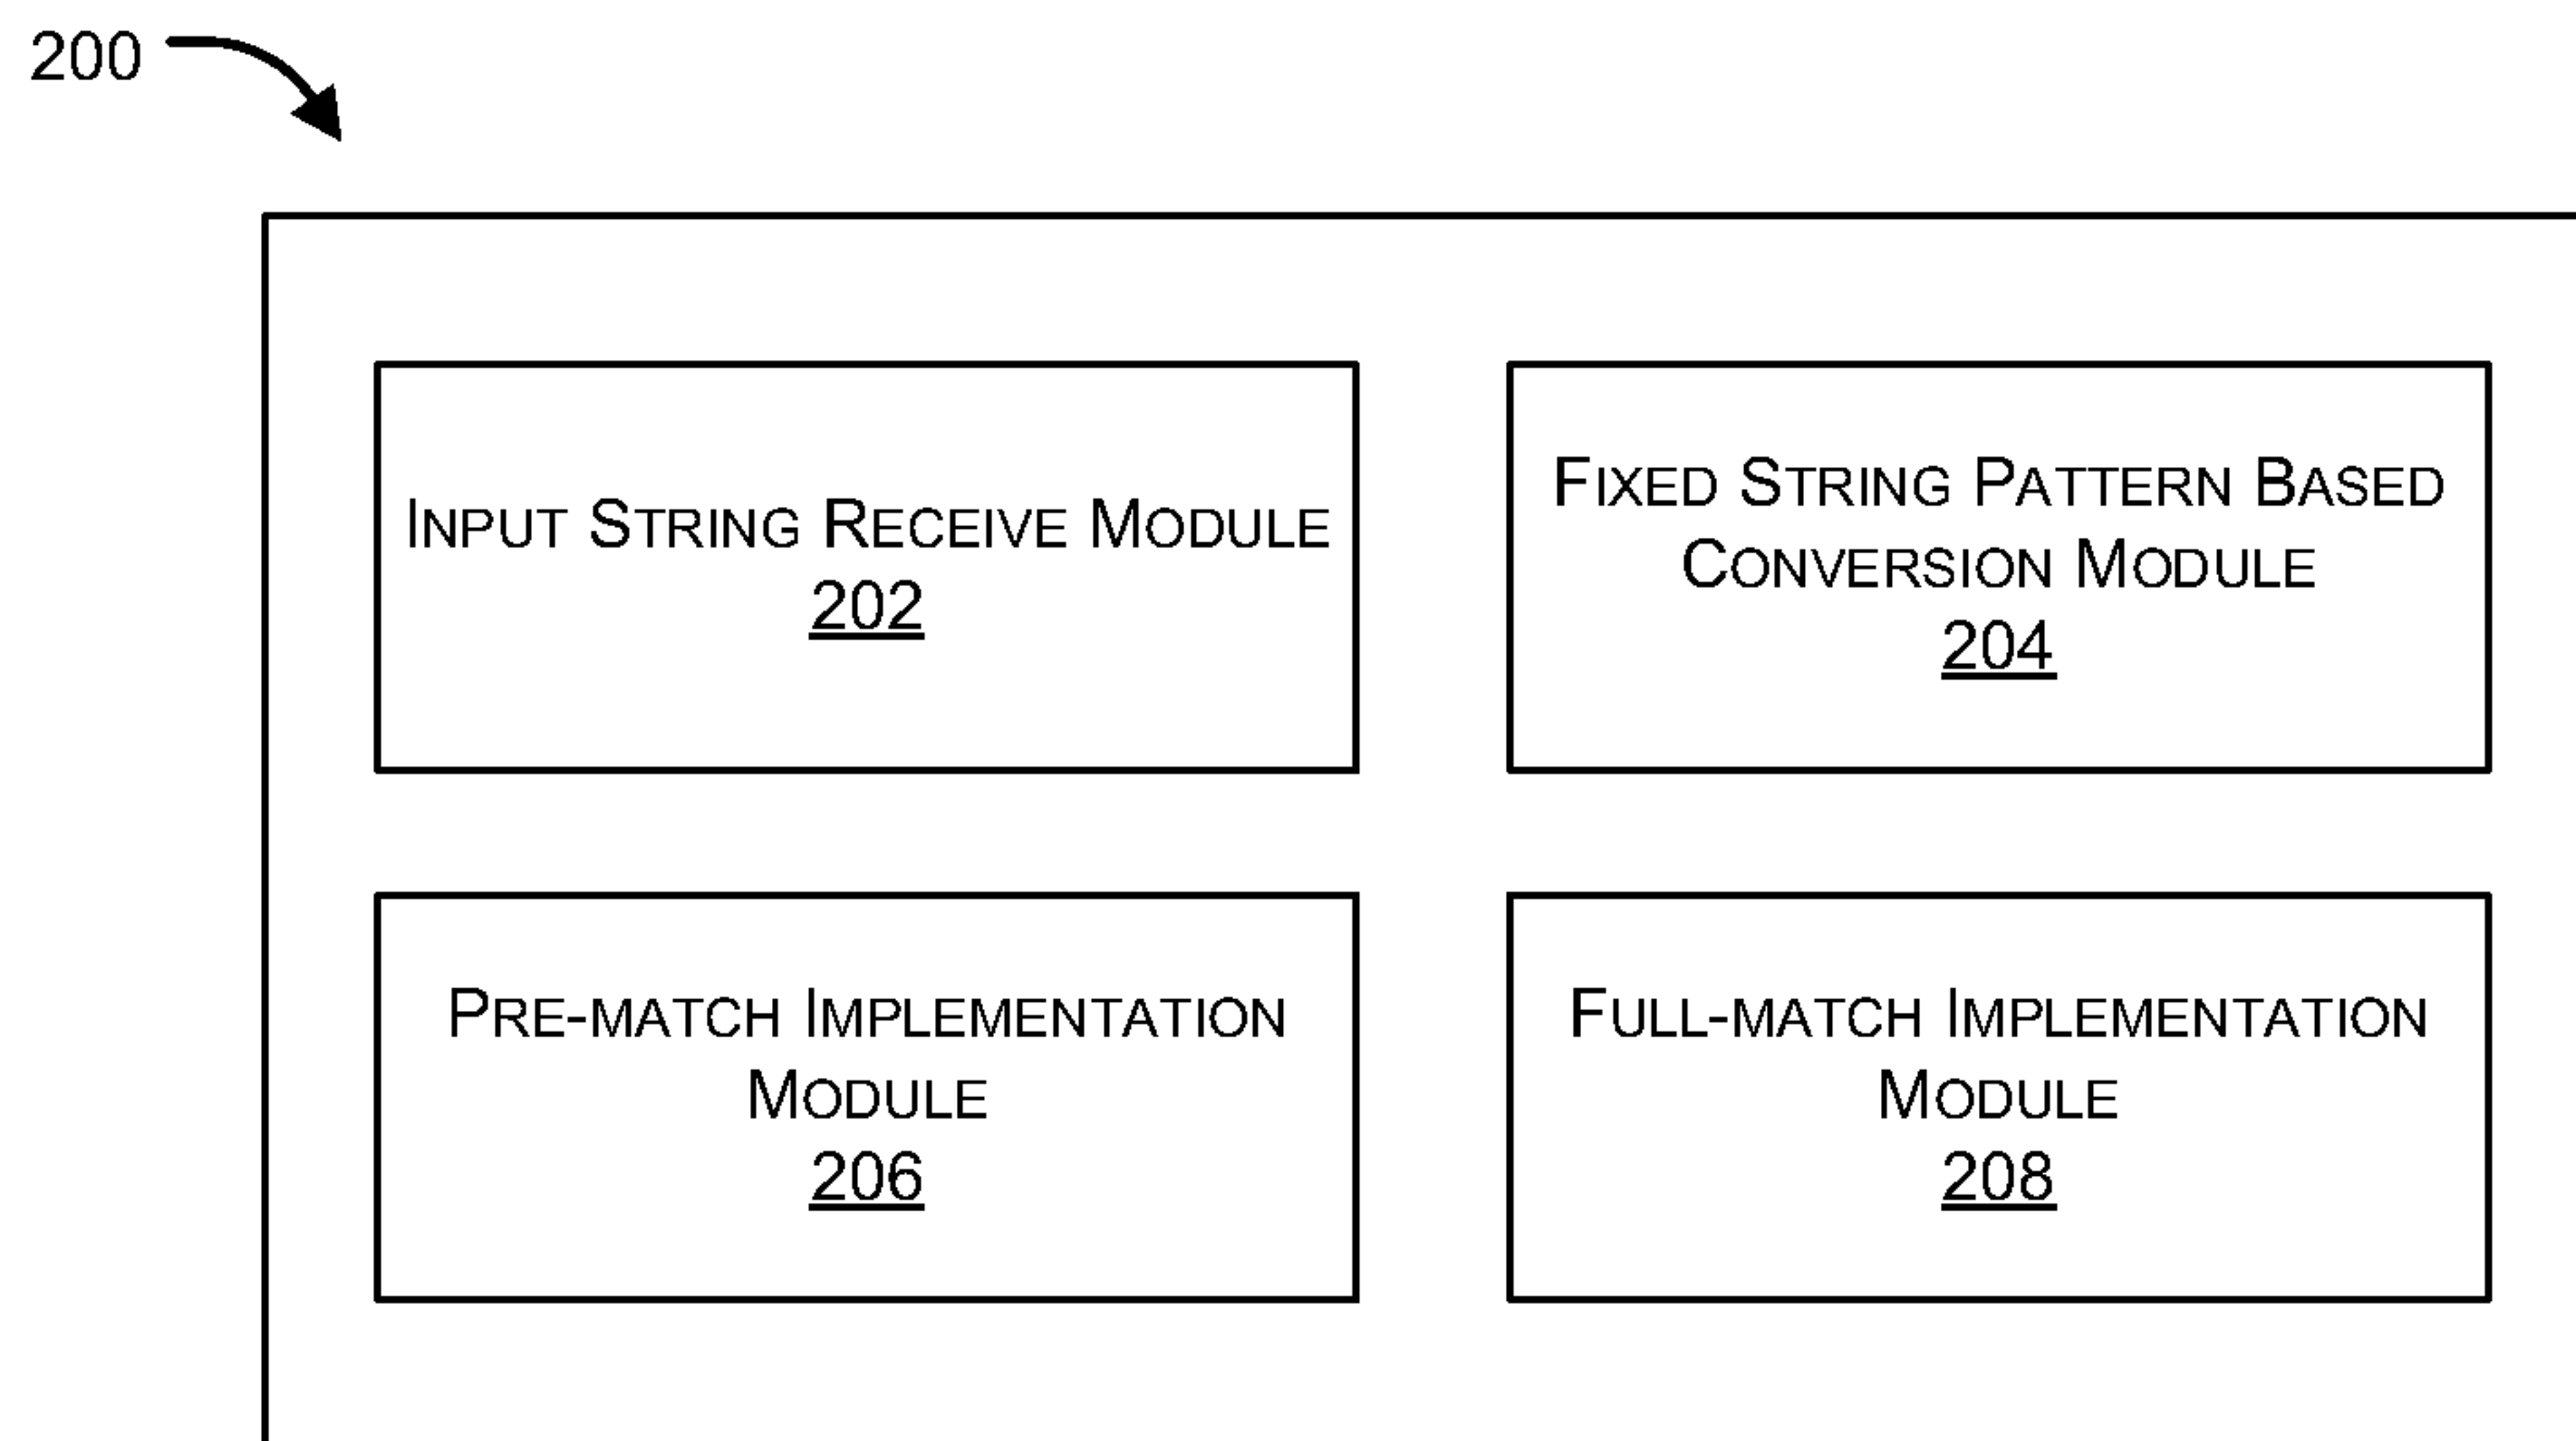 200
INPUT STRING RECEIVE MODULE
202
FIXED STRING PATTERN BASED
CONVERSION MODULE
204
PRE-MATCH IMPLEMENTATION
MODULE
206
FULL-MATCH IMPLEMENTATION
MODULE
208